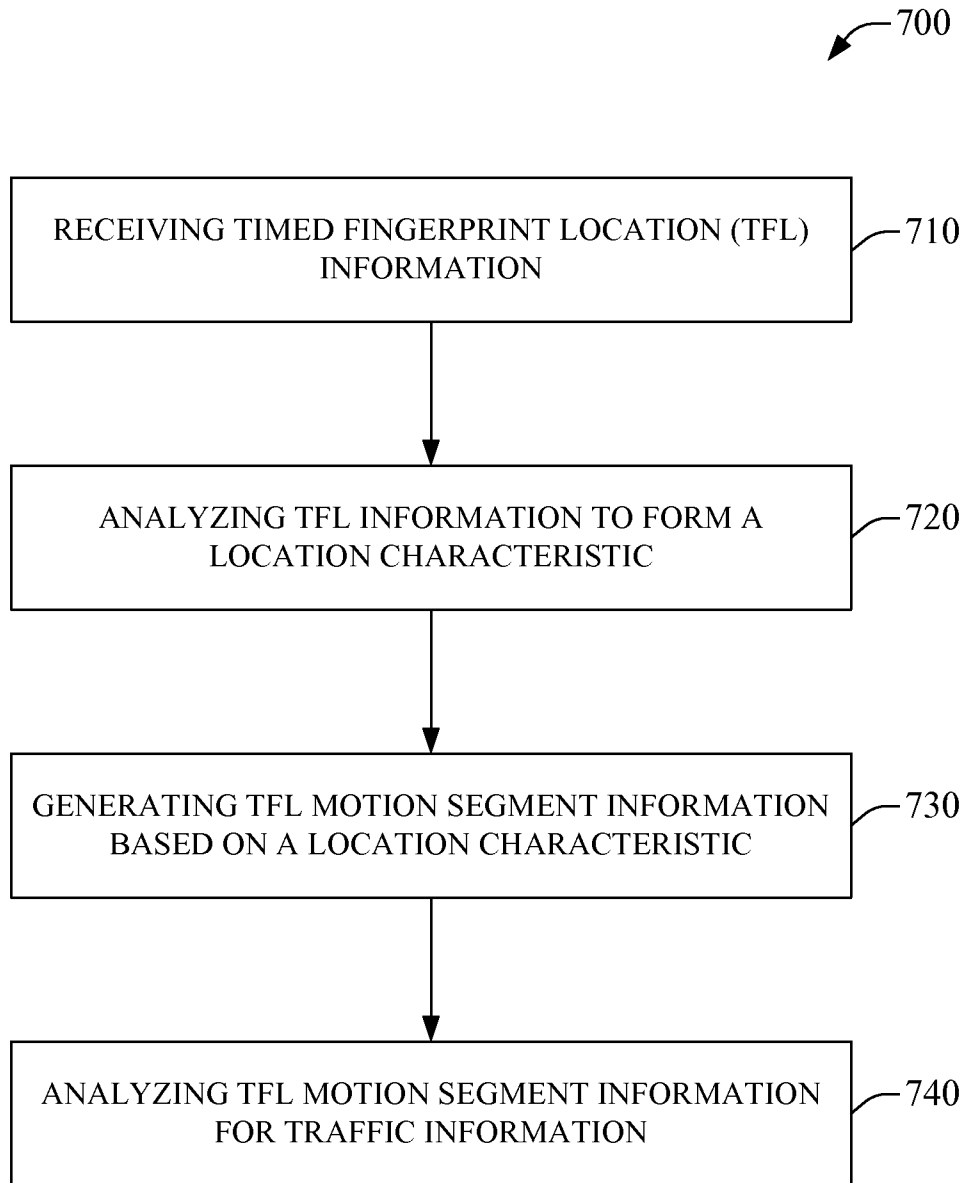 700
RECEIVING TIMED FINGERPRINT LOCATION (TFL)
INFORMATION
710
ANALYZING TFL INFORMATION TO FORM A
LOCATION CHARACTERISTIC
720
GENERATING TFL MOTION SEGMENT INFORMATION
BASED ON A LOCATION CHARACTERISTIC
730
ANALYZING TFL MOTION SEGMENT INFORMATION
FOR TRAFFIC INFORMATION
740